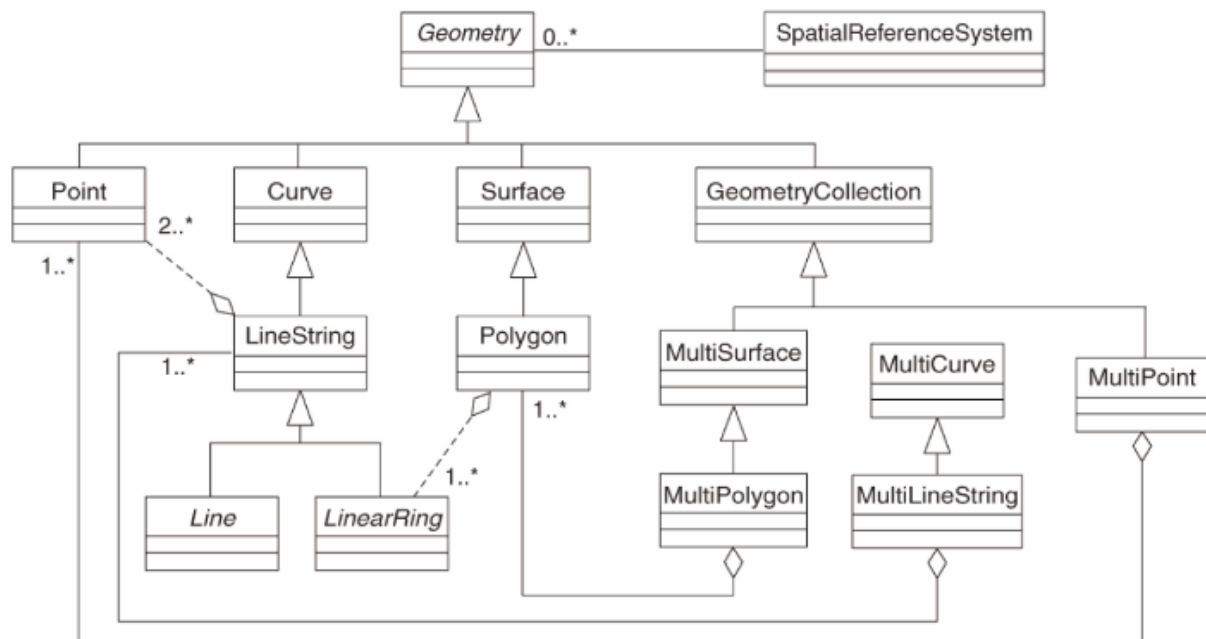 Geometry
0..*
SpatialReferenceSystem
Point
Curve
Surface
GeometryCollection
2..*
1..*
LineString
Polygon
MultiSurface
MultiCurve
MultiPoint
1..*
1..*
1..*
Line
LinearRing
MultiPolygon
MultiLineString